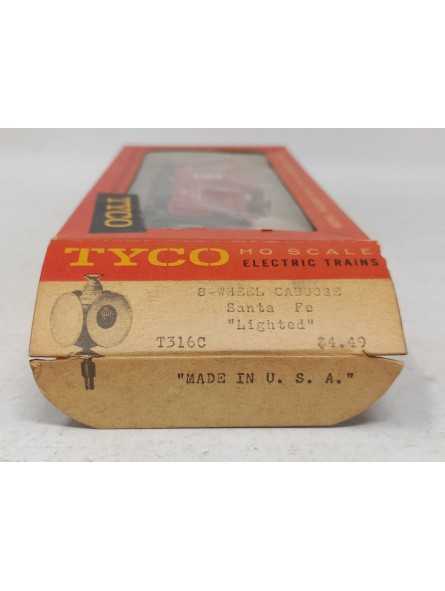 TYCO
TYCO HO SCALE
ELECTRIC TRAINS
8-WHEEL CABOOSE
Santa Fe
"Lighted"
T316C $4.49
"MADE IN U. S. A."